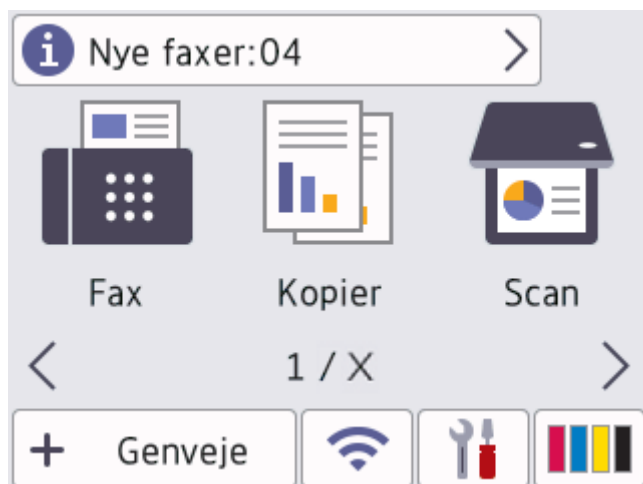 Nye faxer:04
Fax
Kopier
Scan
1 / X
Genveje